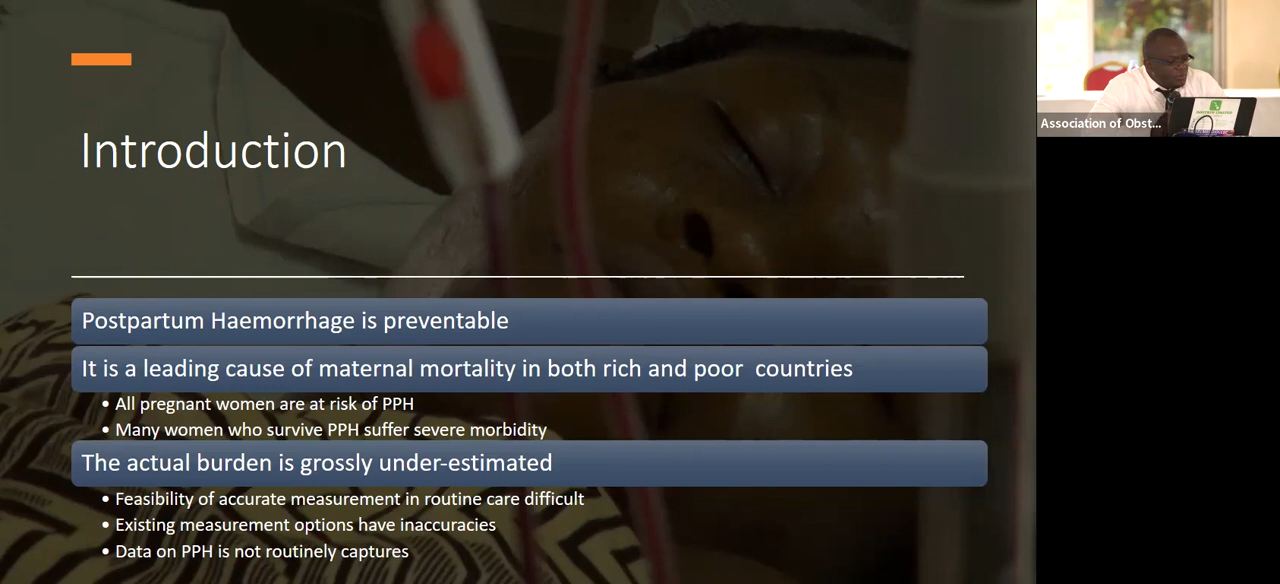 Introduction
Postpartum Haemorrhage is preventable
It is a leading cause of maternal mortality in both rich and poor countries
• All pregnant women are at risk of PPH
• Many women who survive PPH suffer severe morbidity
The actual burden is grossly under-estimated
• Feasibility of accurate measurement in routine care difficult
• Existing measurement options have inaccuracies
• Data on PPH is not routinely captures
Association of Obst...